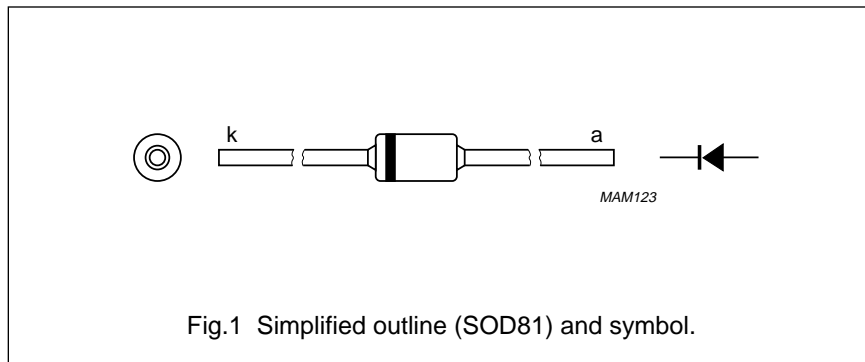 k
a
MAM123
Fig.1 Simplified outline (SOD81) and symbol.